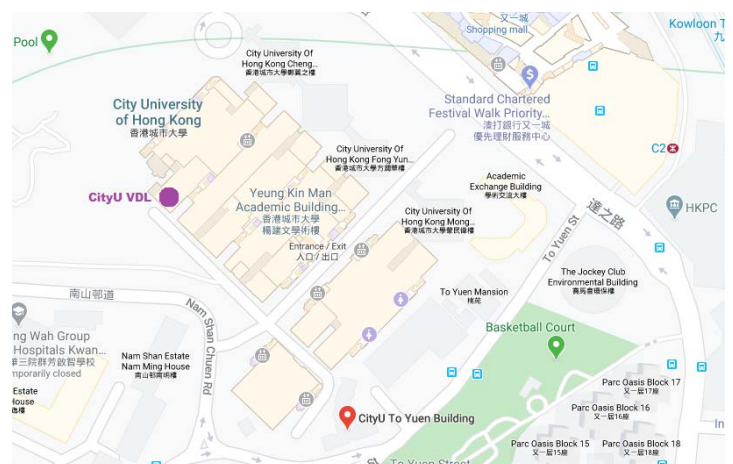 又一城
Shopping mall
Kowloon T
九
Pool
City University Of
Hong Kong Cheng...
香港城市大學鄭翼之樓
City University
of Hong Kong
香港城市大學
Standard Chartered
Festival Walk Priority...
渣打銀行又一城
優先理財服務中心
C2
City University Of
Hong Kong Fong Yun...
香港城市大學方潤華樓
Academic
Exchange Building
學術交流大樓
CityU VDL
Yeung Kin Man
Academic Building...
香港城市大學
楊建文學術樓
City University Of
Hong Kong Mong...
香港城市大學蒙民偉樓
達之路
HKPC
Entrance / Exit
人口 / 出口
To Yuen St
The Jockey Club
Environmental Building
賽馬會環保樓
南山邨道
Nam Shan Chuen Rd
To Yuen Mansion
桃苑
Basketball Court
ng Wah Group
Hospitals Kwan...
華三院群芳啟智學校
mporarily closed
Nam Shan Estate
Nam Ming House
南山邨南明樓
Estate
House
Parc Oasis Block 17
又一居17座
Parc Oasis Block 16
又一居16座
CityU To Yuen Building
In
Parc Oasis Block 15
又一居15座
Parc Oasis Block 18
又一居18座
To Yuen Street